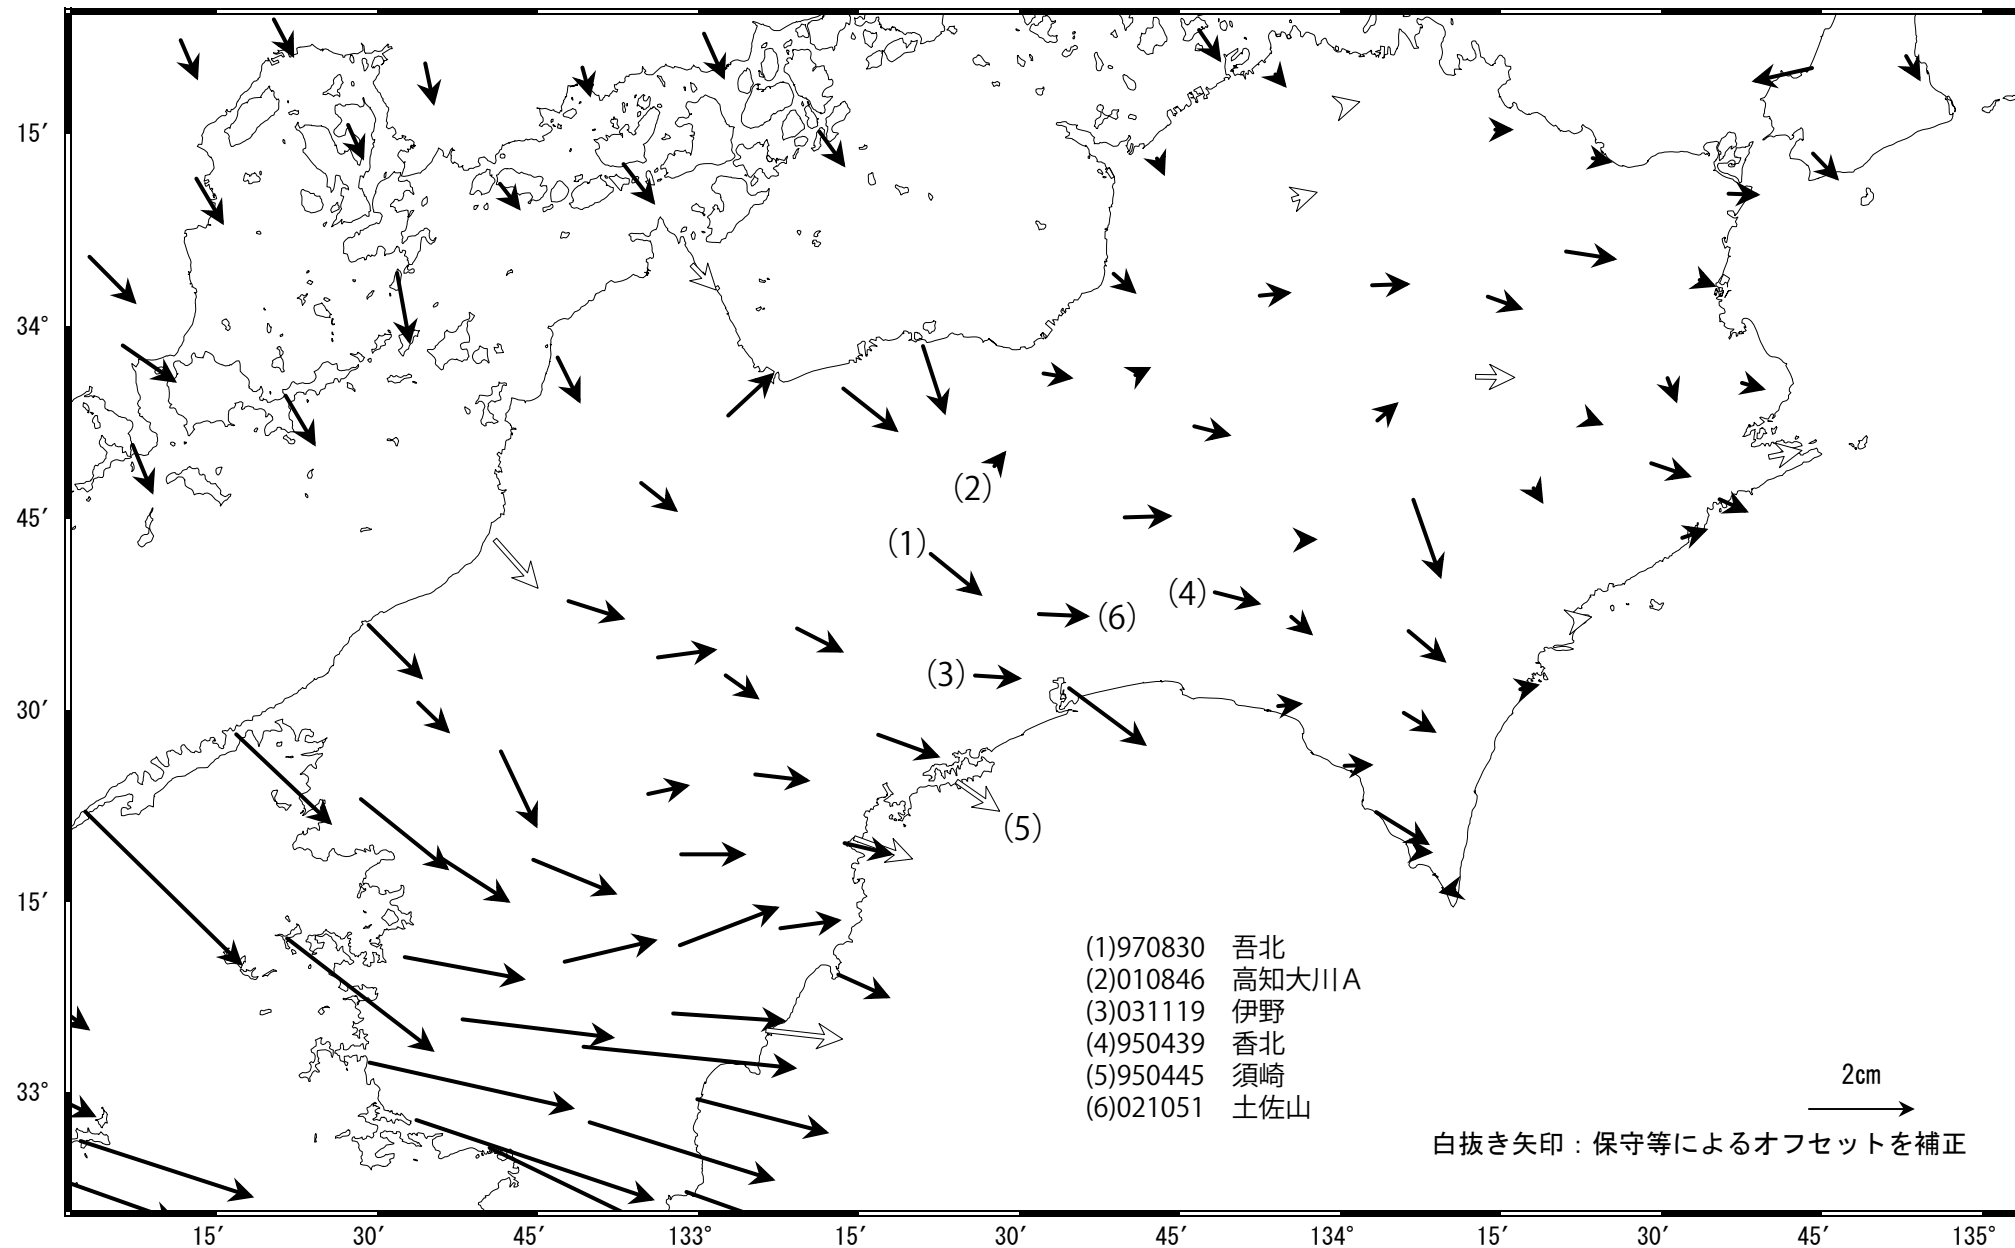 15′
34°
(2)
45′
(1)
(4)
(6)
(3)
30′
(5)
15′
(1)970830 吾北
(2)010846 高知大川Ａ
(3)031119 伊野
(4)950439 香北
(5)950445 須崎
(6)021051 土佐山
33°
2cm
白抜き矢印：保守等によるオフセットを補正
15′ 30′ 45′ 133° 15′ 30′ 45′ 134° 15′ 30′ 45′ 135°